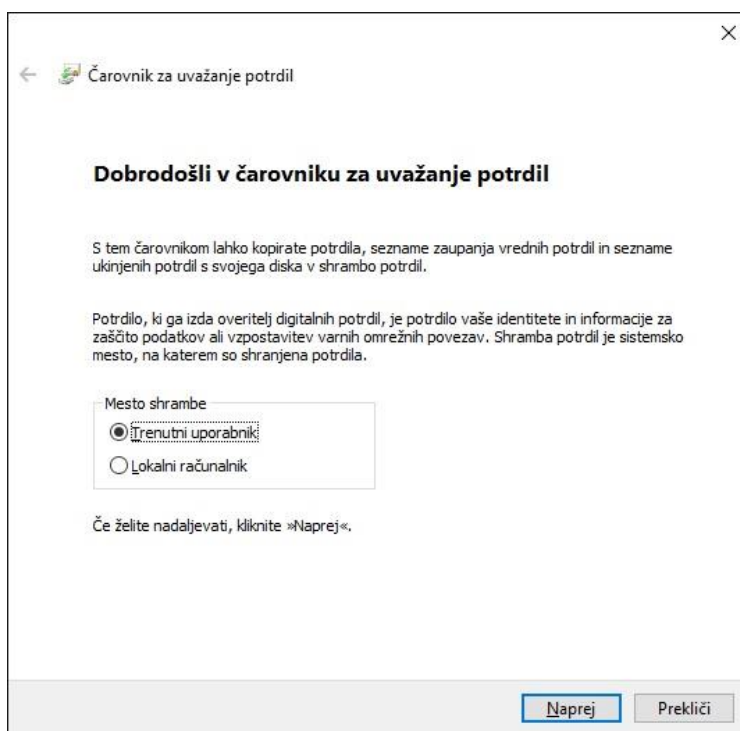 Čarovnik za uvažanje potrdil
Dobrodošli v čarovniku za uvažanje potrdil
S tem čarovnikom lahko kopirate potrdila, sezname zaupanja vrednih potrdil in sezname
ukinjenih potrdil s svojega diska v shrambo potrdil.
Potrdilo, ki ga izda overitelj digitalnih potrdil, je potrdilo vaše identitete in informacije za
zaščito podatkov ali vzpostavitev varnih omrežnih povezav. Shramba potrdil je sistemsko
mesto, na katerem so shranjena potrdila.
Mesto shrambe
Trenutni uporabnik
Lokalni računalnik
Če želite nadaljevati, kliknite »Naprej«.
Naprej
Prekliči